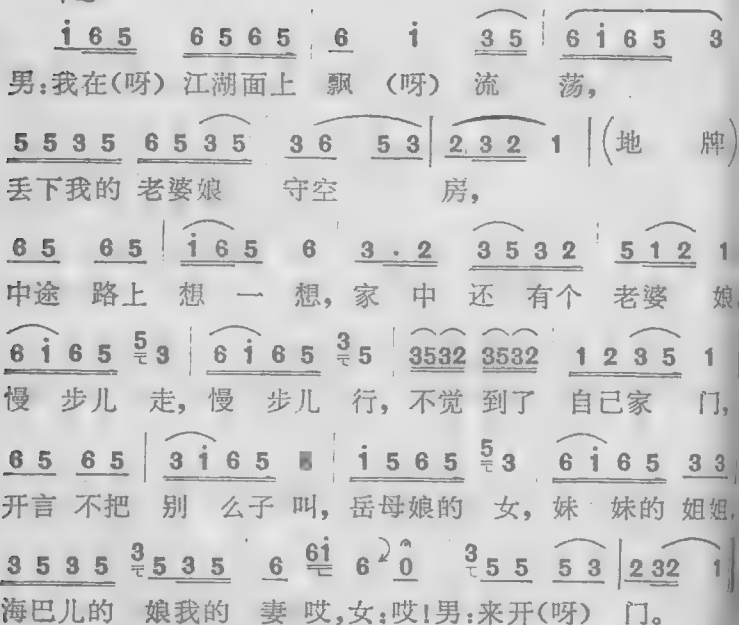 i 6 5 6 5 6 5 6 i 3 5 6 i 6 5 3
男:我在(呀) 江湖面上 飘 (呀) 流 荡,
5 5 3 5 6 5 3 5 3 6 5 3 2 3 2 1 (地 牌)
丢下我的 老婆娘 守空 房,
6 5 6 5 i 6 5 6 3 . 2 3 5 3 2 5 1 2 1
中途 路上 想 一 想, 家 中 还 有个 老婆 娘,
6 i 6 5 5 3 6 i 6 5 3 5 3532 3532 1 2 3 5 1
慢 步儿 走, 慢 步儿 行, 不觉 到了 自己家 门,
6 5 6 5 3 i 6 5 i 5 6 5 5 3 6 i 6 5 3 3
开言 不把 别 么子 叫, 岳母娘的 女, 妹 妹的 姐姐,
3 5 3 5 3 5 3 5 6 6i 6 0 3 5 5 5 3 2 32 1
海巴儿的 娘我的 妻 哎,女:哎!男:来开(呀) 门。